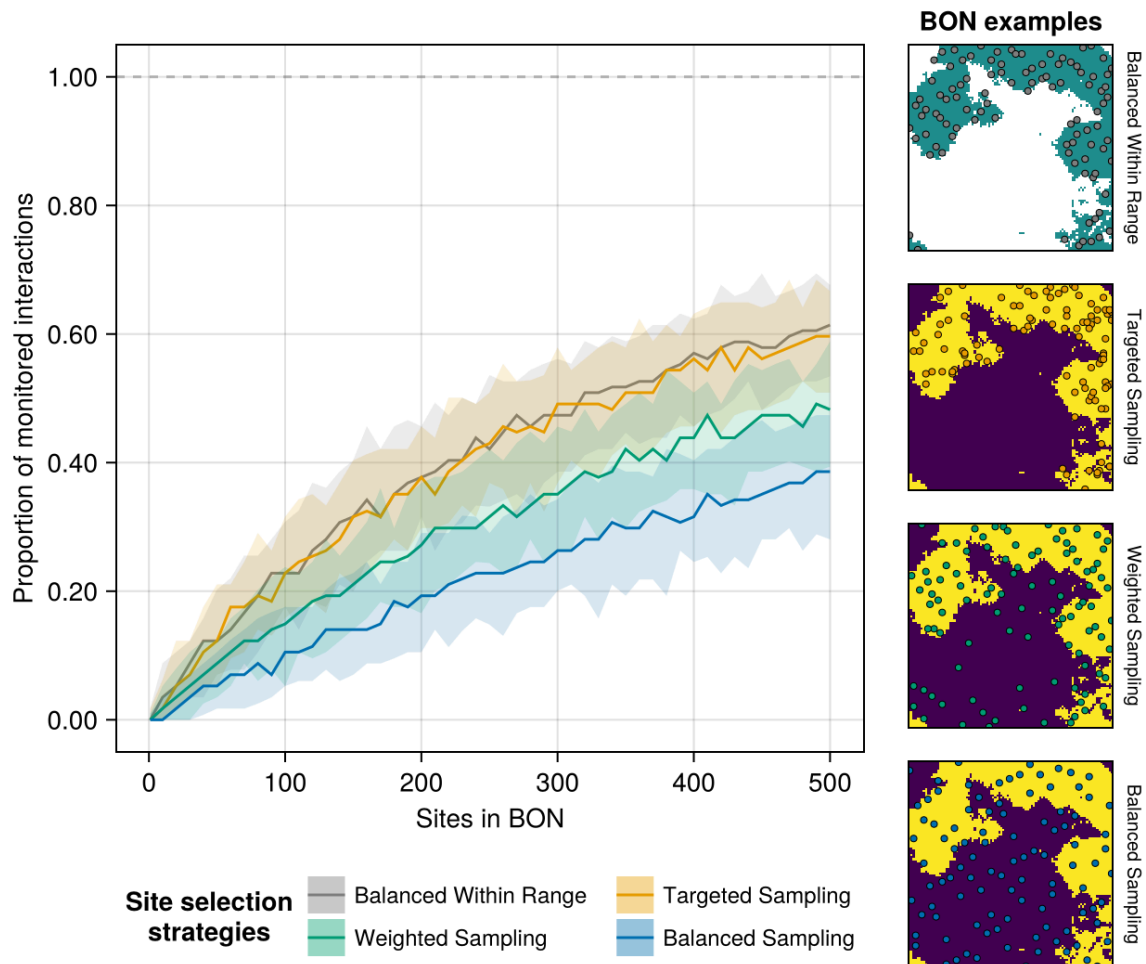 BON examples
1.00
0.80
0.60
0.40
0.20
0.00
Proportion of monitored interactions
0 100 200 300 400 500
Sites in BON
Balanced Within Range
Targeted Sampling
Weighted Sampling
Balanced Sampling
Site selection
strategies
Balanced Within Range
Targeted Sampling
Weighted Sampling
Balanced Sampling